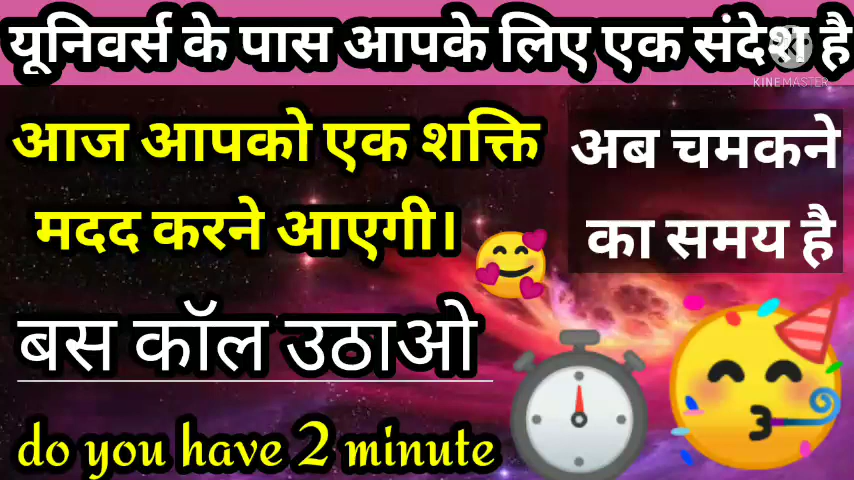 यूनिवर्स के पास आपके लिए एक संदेश है
KINEMASTER
आज आपको एक शक्ति
मदद करने आएगी।
अब चमकने
का समय है
बस कॉल उठाओ
do you have 2 minute